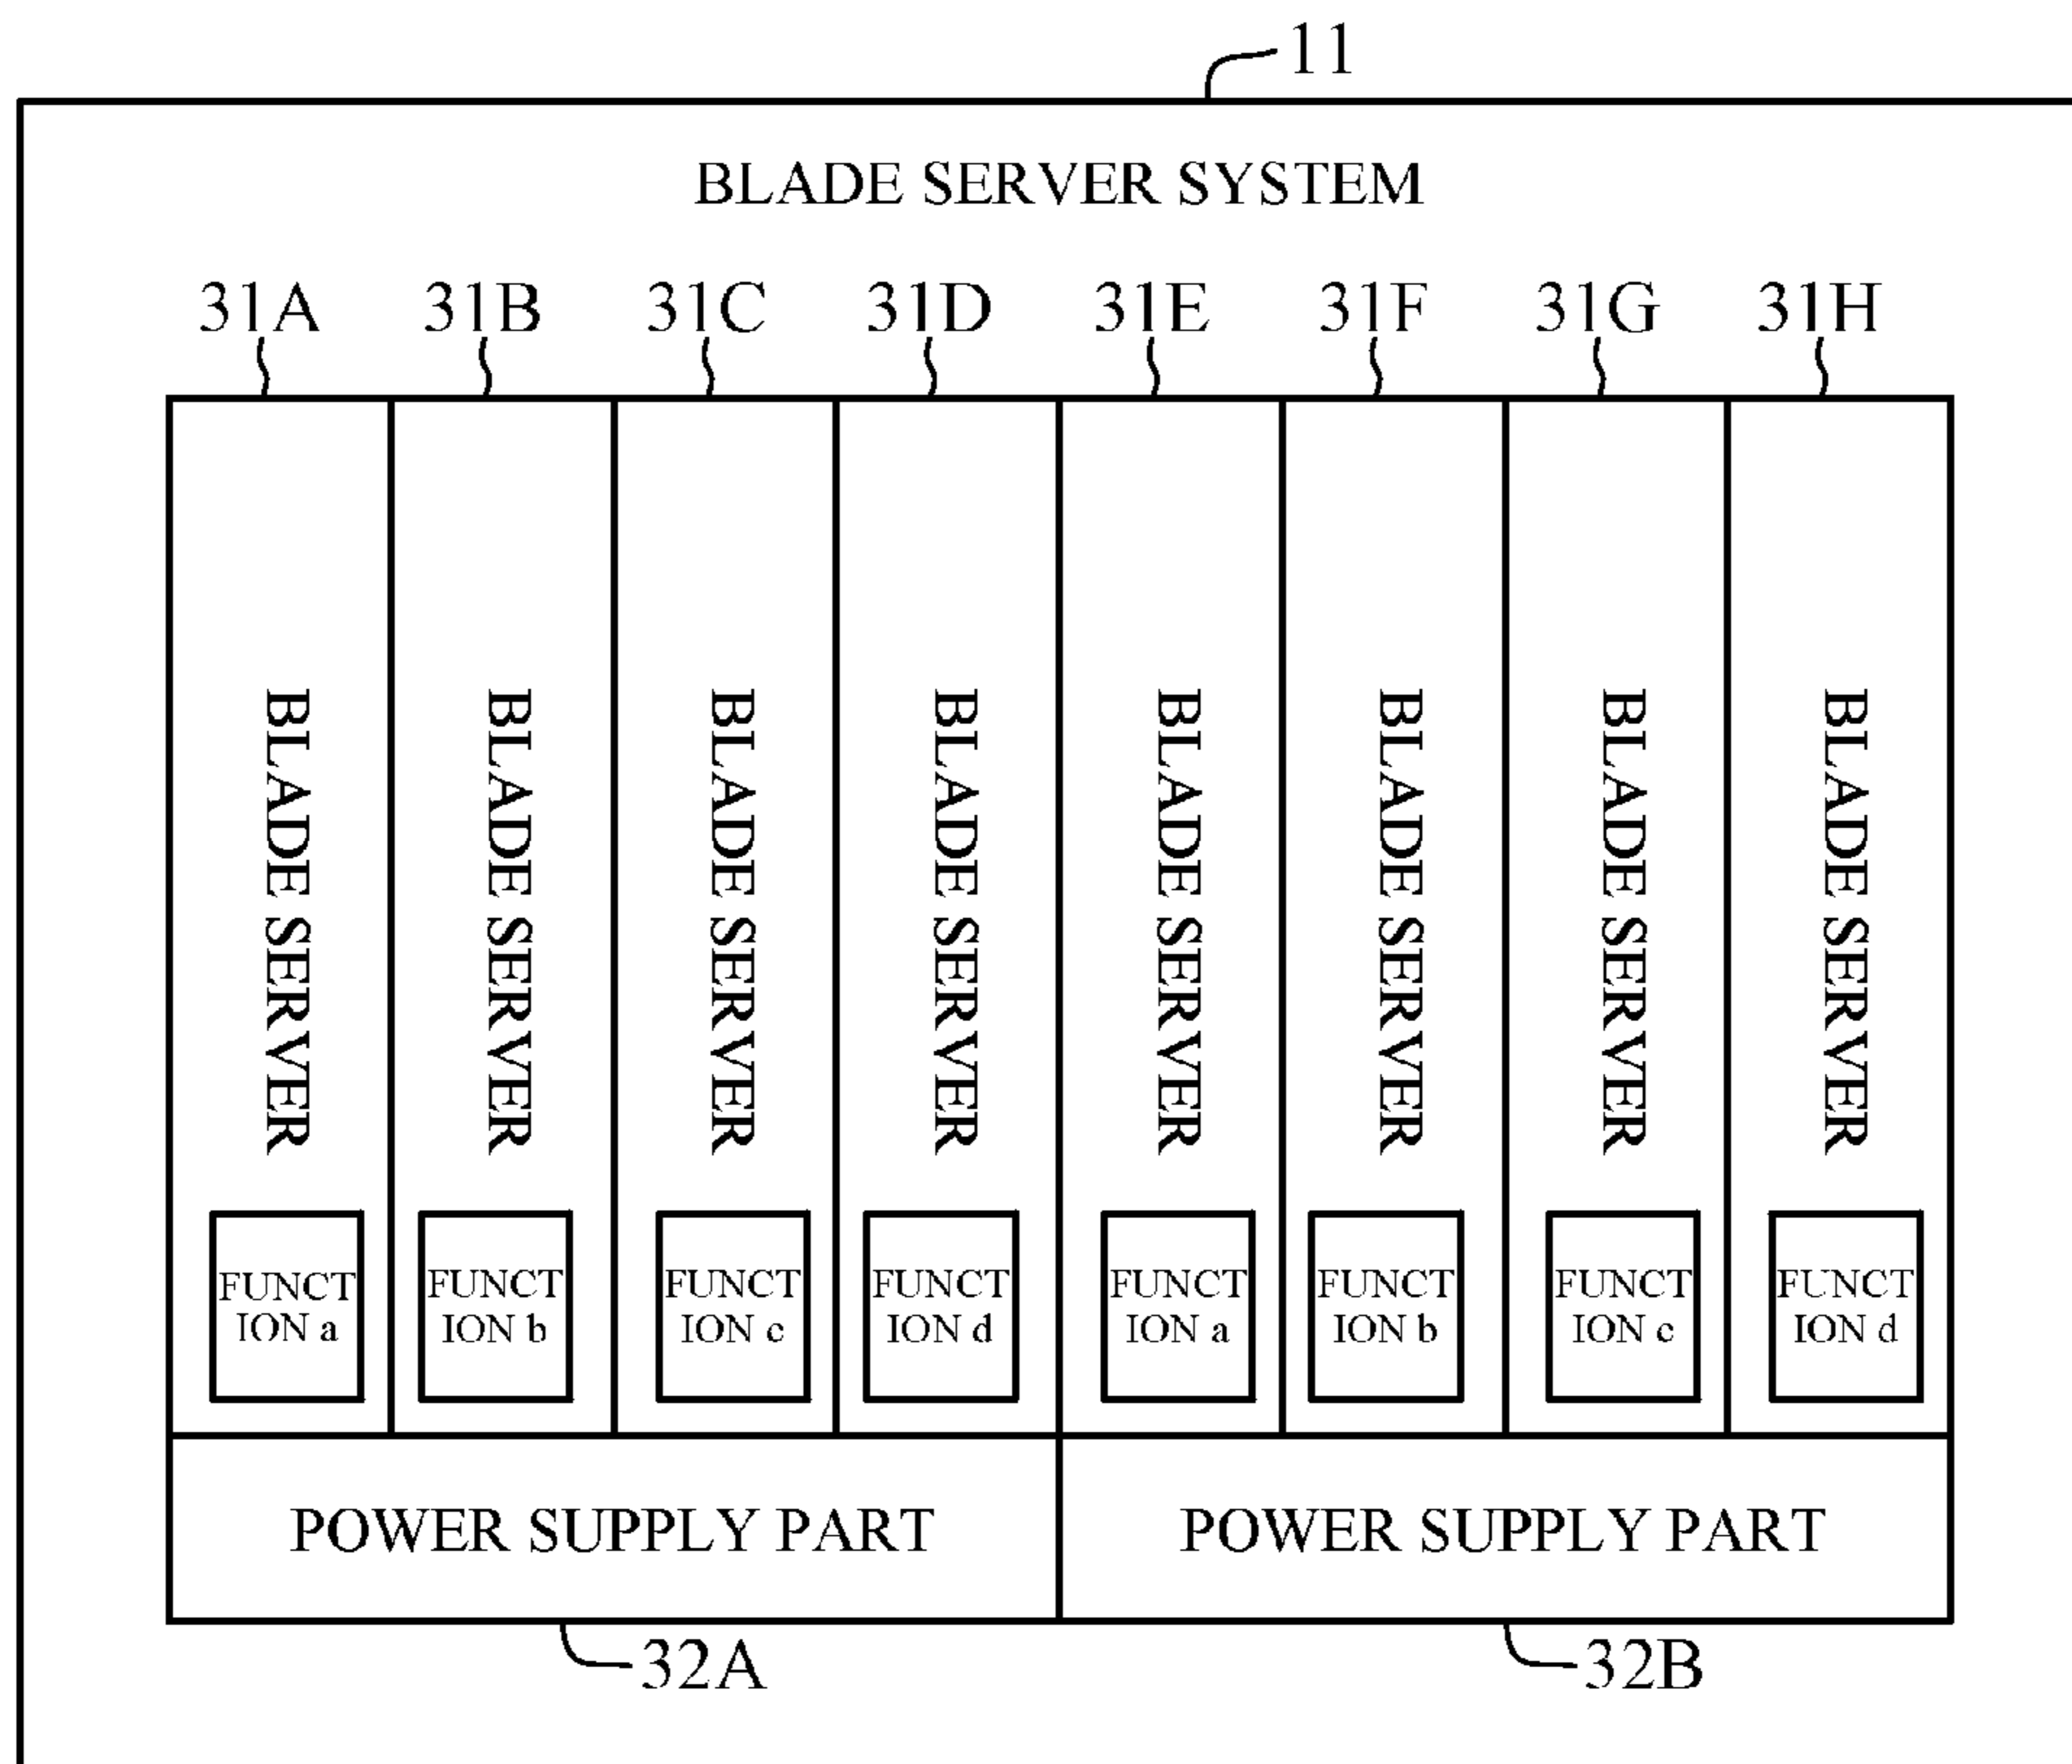 11
BLADE SERVER SYSTEM
31A 31B 31C 31D 31E 31F 31G 31H
BLADE SERVER
BLADE SERVER
BLADE SERVER
BLADE SERVER
BLADE SERVER
BLADE SERVER
BLADE SERVER
BLADE SERVER
FUNCT
ION a
FUNCT
ION b
FUNCT
ION c
FUNCT
ION d
FUNCT
ION a
FUNCT
ION b
FUNCT
ION c
FUNCT
ION d
POWER SUPPLY PART
POWER SUPPLY PART
32A
32B